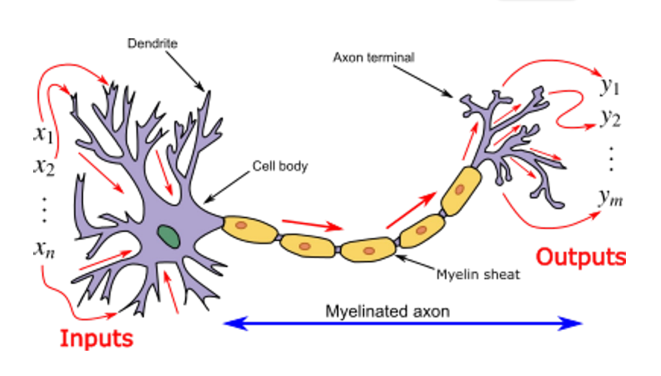 Dendrite
Axon terminal
y1
x1
y2
x2
Cell body
⋮
⋮
ym
xn
Outputs
Myelin sheat
Myelinated axon
Inputs